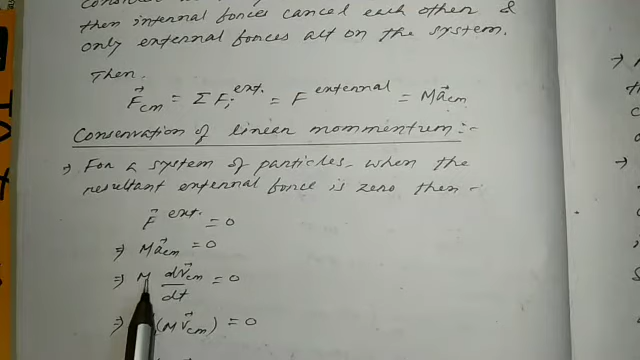 then internal forces cancel each other &
only external forces act on the system.
Then,
F⃗cm = Σ Fi ext. = F external = Ma⃗cm
Conservation of linear mommentum :-
→ For a system of particles, when the
resultant external force is zero then -
F⃗ ext. = 0
⇒ Ma⃗cm = 0
⇒ M dv⃗cm/dt = 0
⇒ (Mv⃗cm) = 0